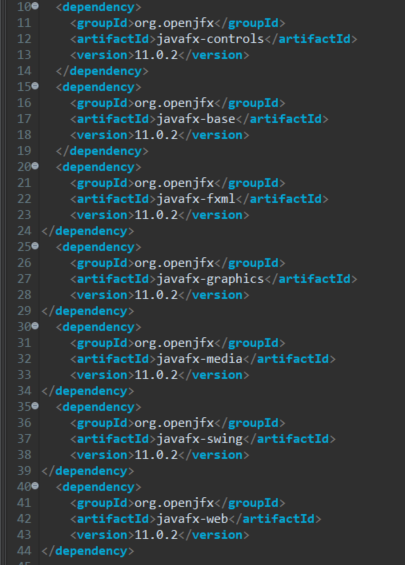 10 <dependency>
11 <groupId>org.openjfx</groupId>
12 <artifactId>javafx-controls</artifactId>
13 <version>11.0.2</version>
14 </dependency>
15 <dependency>
16 <groupId>org.openjfx</groupId>
17 <artifactId>javafx-base</artifactId>
18 <version>11.0.2</version>
19 </dependency>
20 <dependency>
21 <groupId>org.openjfx</groupId>
22 <artifactId>javafx-fxml</artifactId>
23 <version>11.0.2</version>
24 </dependency>
25 <dependency>
26 <groupId>org.openjfx</groupId>
27 <artifactId>javafx-graphics</artifactId>
28 <version>11.0.2</version>
29 </dependency>
30 <dependency>
31 <groupId>org.openjfx</groupId>
32 <artifactId>javafx-media</artifactId>
33 <version>11.0.2</version>
34 </dependency>
35 <dependency>
36 <groupId>org.openjfx</groupId>
37 <artifactId>javafx-swing</artifactId>
38 <version>11.0.2</version>
39 </dependency>
40 <dependency>
41 <groupId>org.openjfx</groupId>
42 <artifactId>javafx-web</artifactId>
43 <version>11.0.2</version>
44 </dependency>